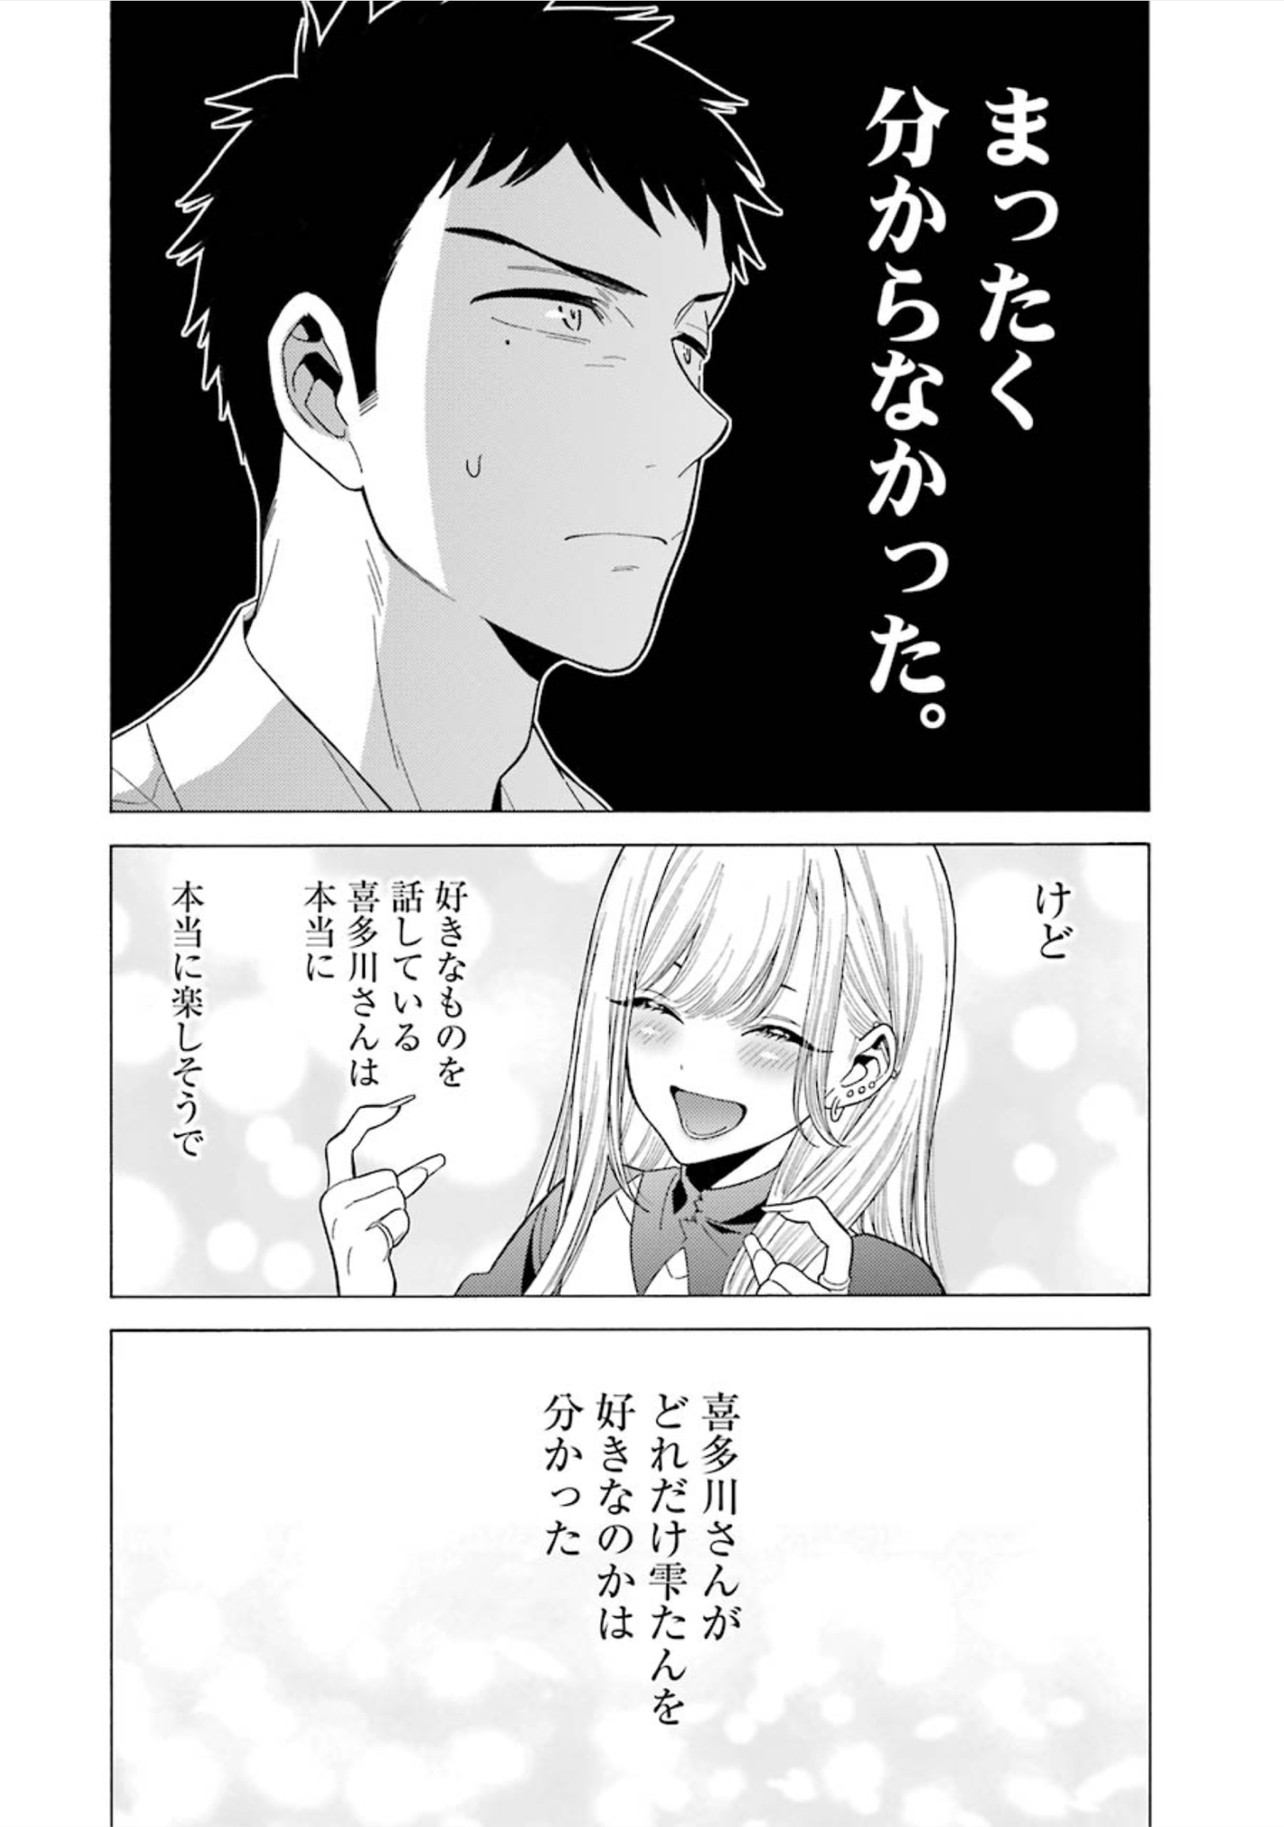 まったく
分からなかった。
けど
好きなものを
話している
喜多川さんは
本当に
本当に楽しそうで
喜多川さんが
どれだけ雫たんを
好きなのかは
分かった